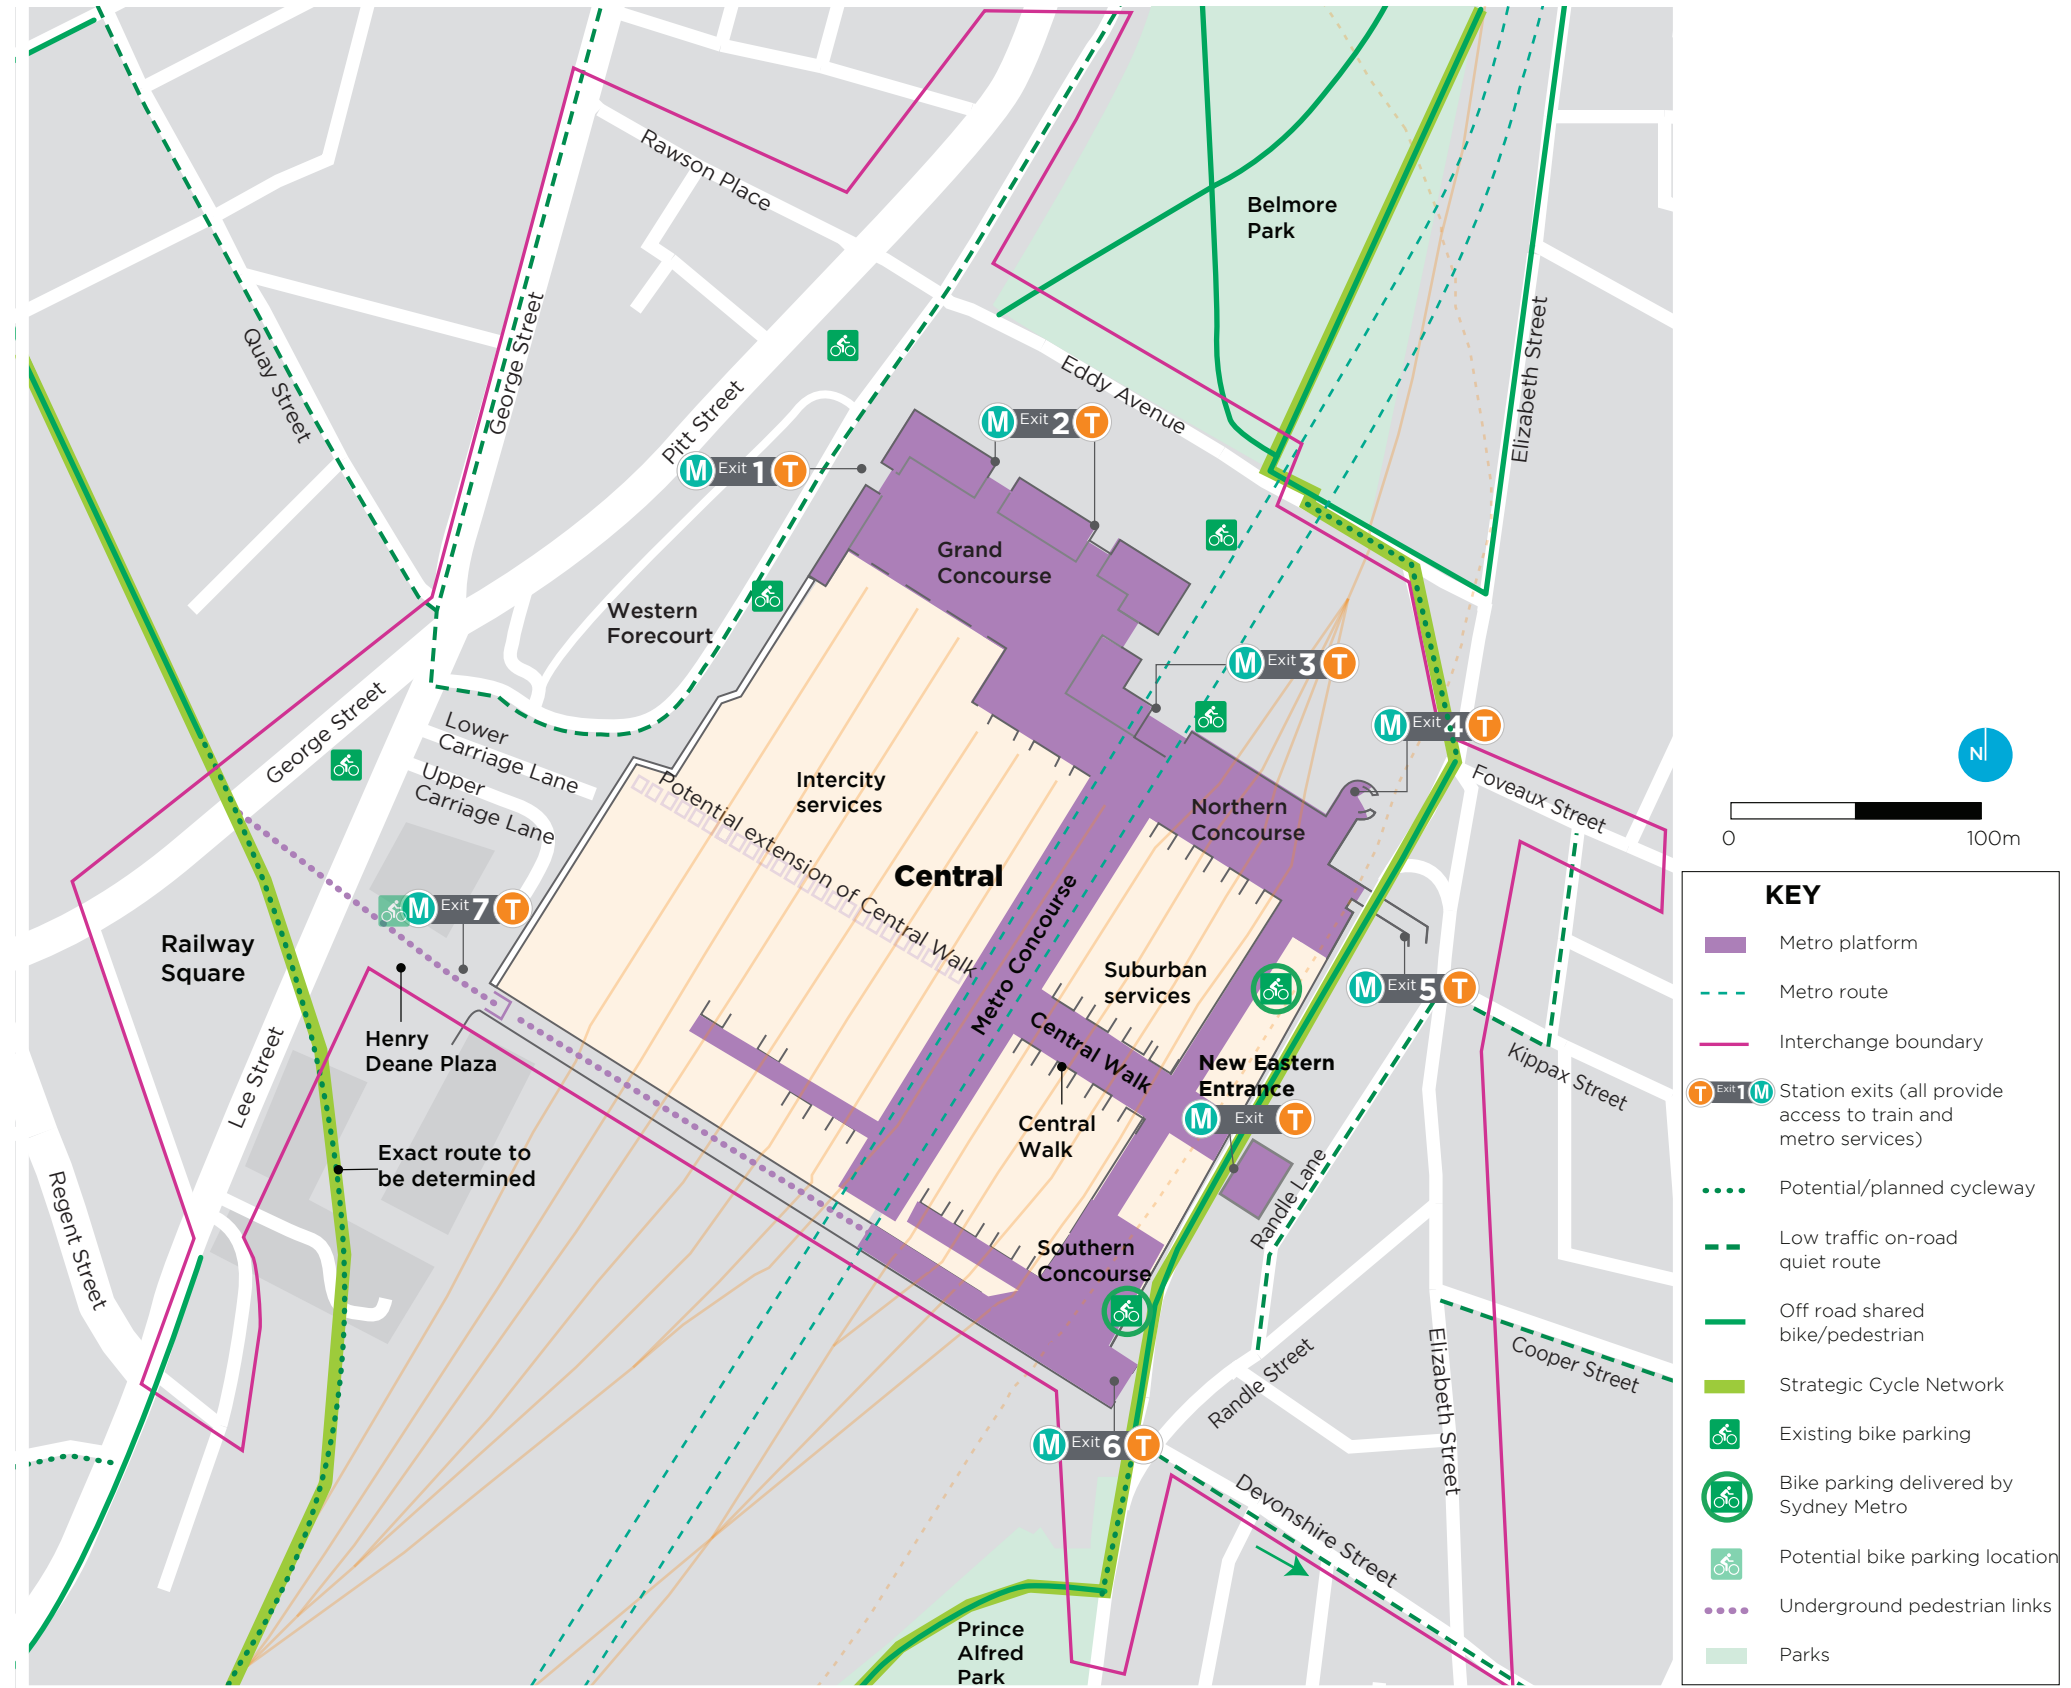 Rawson Place
Belmore
Park
George Street
Quay Street
Pitt Street
Eddy Avenue
Elizabeth Street
M Exit 2 T
M Exit 1 T
Grand
Concourse
Western
Forecourt
M Exit 3 T
M Exit 4 T
George Street
Lower
Carriage Lane
Upper
Carriage Lane
Intercity
services
Potential extension of Central Walk
Central
Northern
Concourse
Foveaux Street
M Exit 7 T
Railway
Square
Metro Concourse
Suburban
services
M Exit 5 T
Henry
Deane Plaza
Central Walk
New Eastern
Entrance
M Exit T
Kippax Street
Lee Street
Central
Walk
Exact route to
be determined
Regent Street
Randle Lane
Southern
Concourse
Randle Street
Elizabeth Street
Cooper Street
M Exit 6 T
Devonshire Street
Prince
Alfred
Park
N
0 100m
KEY
Metro platform
Metro route
Interchange boundary
T Exit 1 M
Station exits (all provide
access to train and
metro services)
Potential/planned cycleway
Low traffic on-road
quiet route
Off road shared
bike/pedestrian
Strategic Cycle Network
Existing bike parking
Bike parking delivered by
Sydney Metro
Potential bike parking location
Underground pedestrian links
Parks